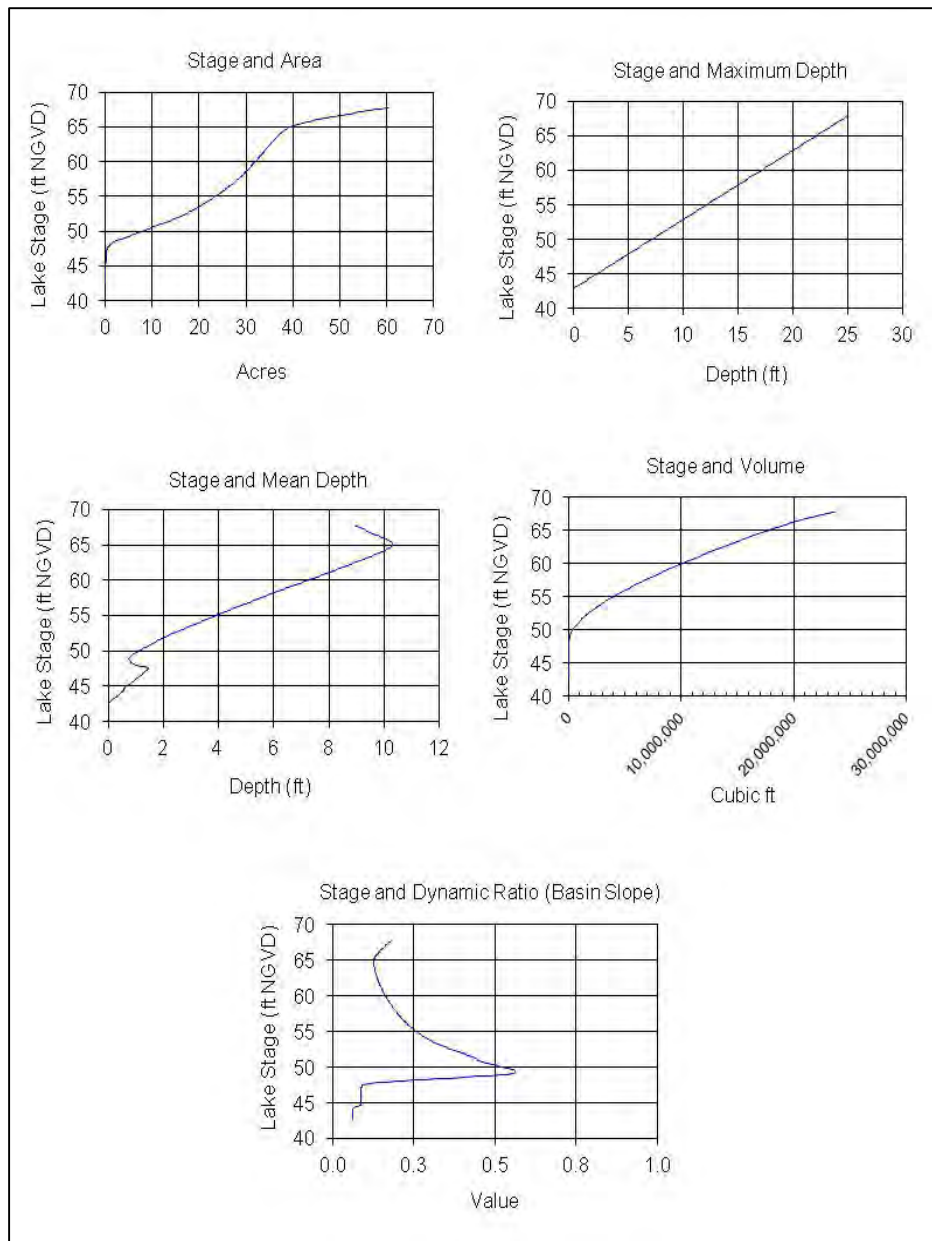 Stage and Area
Lake Stage (ft NGVD)
70
65
60
55
50
45
40
0 10 20 30 40 50 60 70
Acres
Stage and Maximum Depth
Lake Stage (ft NGVD)
70
65
60
55
50
45
40
0 5 10 15 20 25 30
Depth (ft)
Stage and Mean Depth
Lake Stage (ft NGVD)
70
65
60
55
50
45
40
0 2 4 6 8 10 12
Depth (ft)
Stage and Volume
Lake Stage (ft NGVD)
70
65
60
55
50
45
40
0 10,000,000 20,000,000 30,000,000
Cubic ft
Stage and Dynamic Ratio (Basin Slope)
Lake Stage (ft NGVD)
70
65
60
55
50
45
40
0.0 0.3 0.5 0.8 1.0
Value